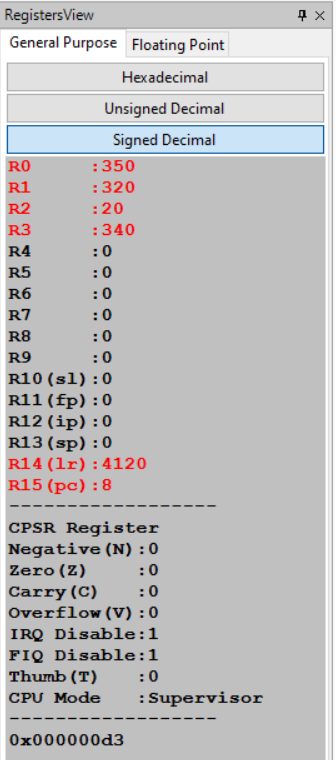 RegistersView
General Purpose Floating Point
Hexadecimal
Unsigned Decimal
Signed Decimal
R0 :350
R1 :320
R2 :20
R3 :340
R4 :0
R5 :0
R6 :0
R7 :0
R8 :0
R9 :0
R10(sl):0
R11(fp):0
R12(ip):0
R13(sp):0
R14(lr):4120
R15(pc):8
------------------
CPSR Register
Negative(N):0
Zero(Z) :0
Carry(C) :0
Overflow(V):0
IRQ Disable:1
FIQ Disable:1
Thumb(T) :0
CPU Mode :Supervisor
------------------
0x000000d3